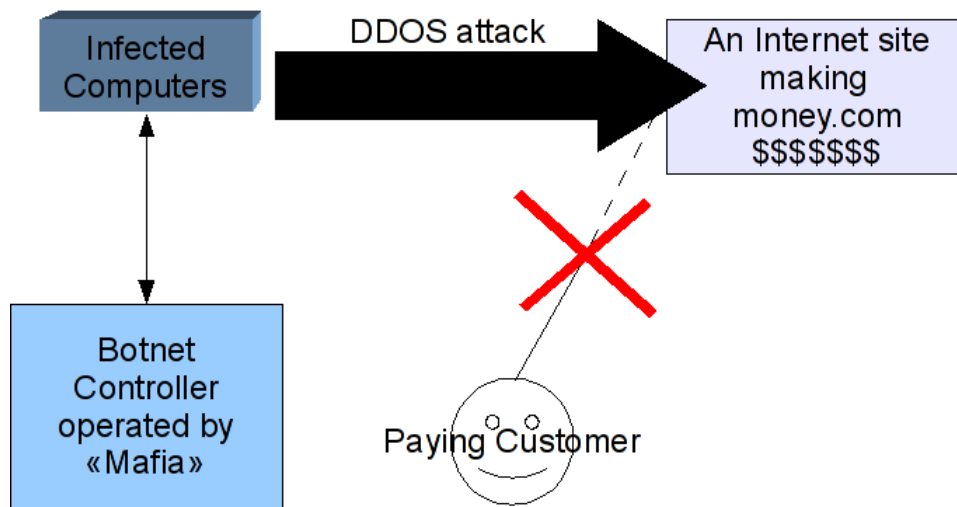 Infected
Computers
DDOS attack
An Internet site
making
money.com
$$$$$$$
Botnet
Controller
operated by
«Mafia»
Paying Customer